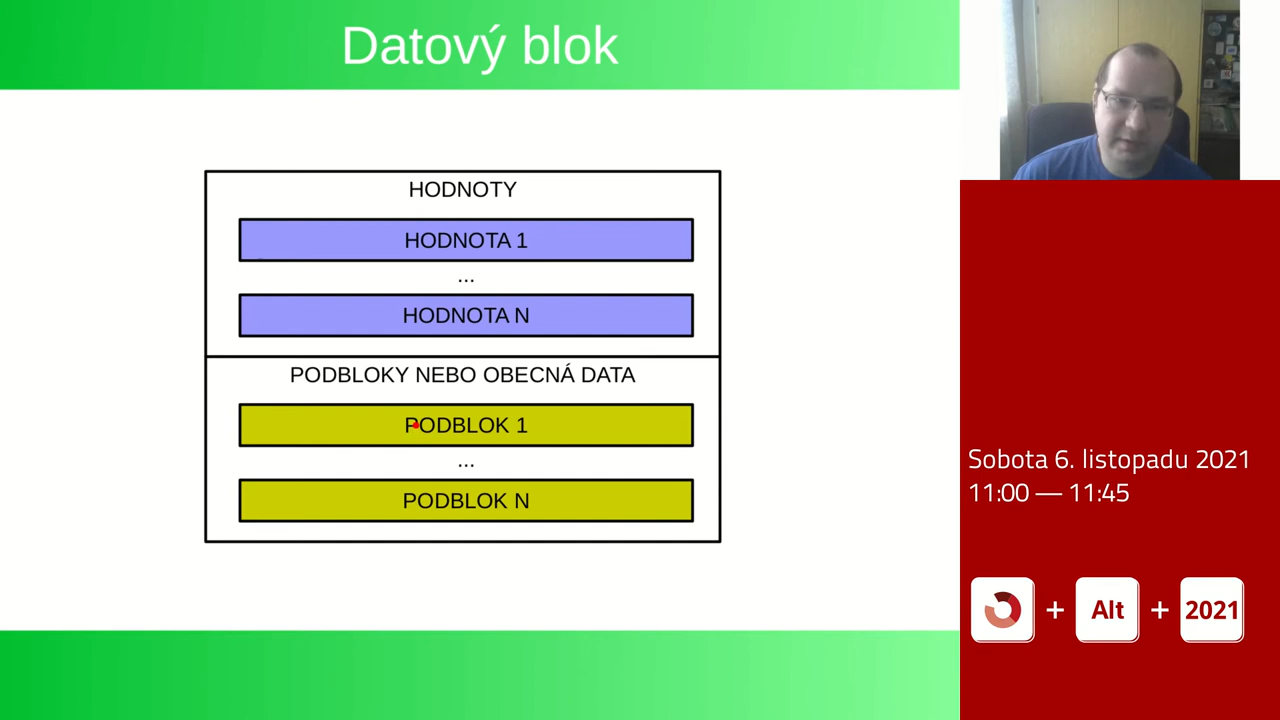 Datový blok
HODNOTY
HODNOTA 1
...
HODNOTA N
PODBLOKY NEBO OBECNÁ DATA
PODBLOK 1
...
PODBLOK N
Sobota 6. listopadu 2021
11:00 — 11:45
+ Alt + 2021